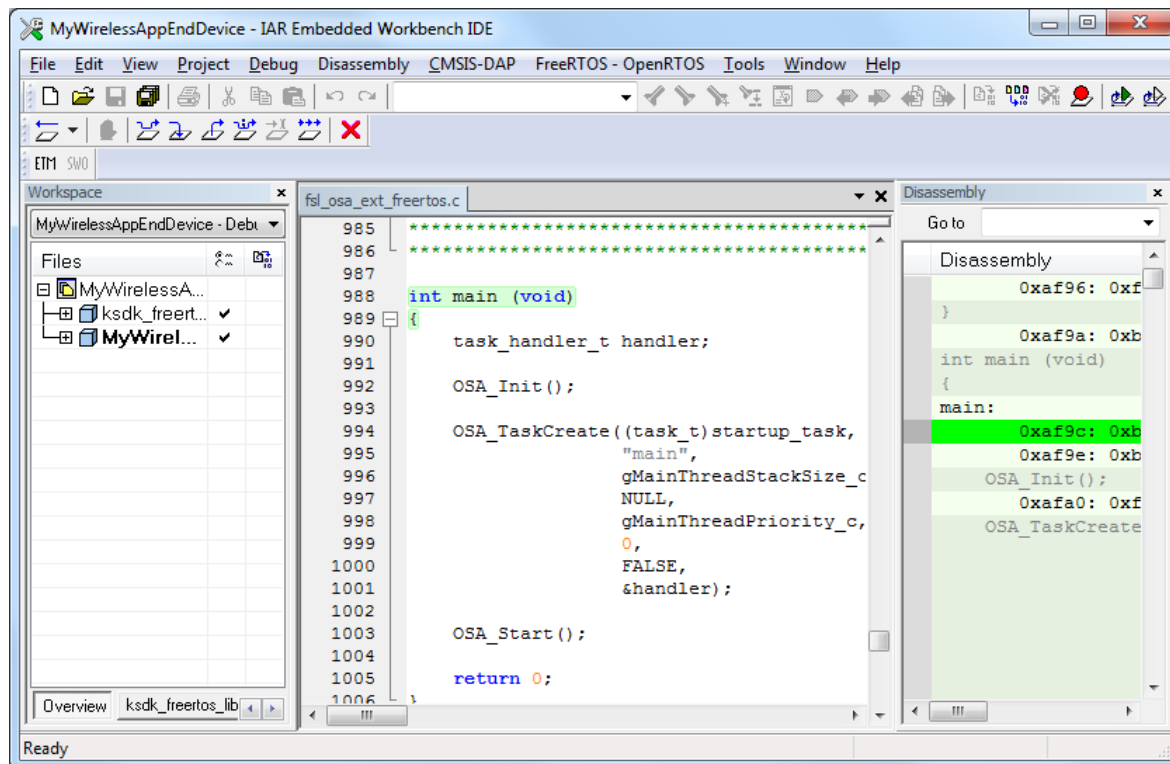 MyWirelessAppEndDevice - IAR Embedded Workbench IDE
File Edit View Project Debug Disassembly CMSIS-DAP FreeRTOS - OpenRTOS Tools Window Help
ETM SWO
Workspace
MyWirelessAppEndDevice - Debu
Files
MyWirelessA...
ksdk_freert...
MyWirel...
Overview ksdk_freertos_lib
fsl_osa_ext_freertos.c
985 *****************************************
986 *****************************************
987
988 int main (void)
989 {
990 task_handler_t handler;
991
992 OSA_Init();
993
994 OSA_TaskCreate((task_t)startup_task,
995 "main",
996 gMainThreadStackSize_c
997 NULL,
998 gMainThreadPriority_c,
999 0,
1000 FALSE,
1001 &handler);
1002
1003 OSA_Start();
1004
1005 return 0;
1006 }
Disassembly
Go to
Disassembly
0xaf96: 0xf
}
0xaf9a: 0xb
int main (void)
{
main:
0xaf9c: 0xb
0xaf9e: 0xb
OSA_Init();
0xafa0: 0xf
OSA_TaskCreate
Ready